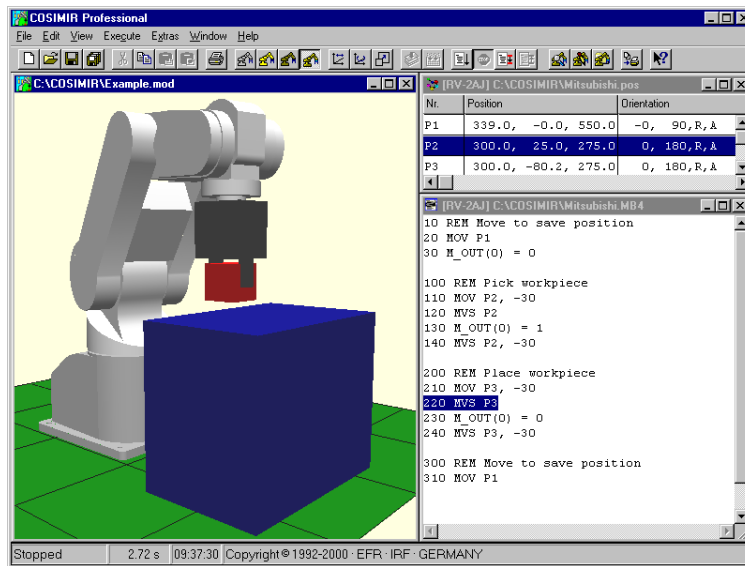 COSIMIR Professional
File Edit View Execute Extras Window Help
C:\COSIMIR\Example.mod
[RV-2AJ] C:\COSIMIR\Mitsubishi.pos
Nr. Position Orientation
P1 339.0, -0.0, 550.0 -0, 90,R,A
P2 300.0, 25.0, 275.0 0, 180,R,A
P3 300.0, -80.2, 275.0 0, 180,R,A
[RV-2AJ] C:\COSIMIR\Mitsubishi.MB4
10 REM Move to save position
20 MOV P1
30 M_OUT(0) = 0
100 REM Pick workpiece
110 MOV P2, -30
120 MVS P2
130 M_OUT(0) = 1
140 MVS P2, -30
200 REM Place workpiece
210 MOV P3, -30
220 MVS P3
230 M_OUT(0) = 0
240 MVS P3, -30
300 REM Move to save position
310 MOV P1
Stopped 2.72 s 09:37:30 Copyright © 1992-2000 · EFR · IRF · GERMANY